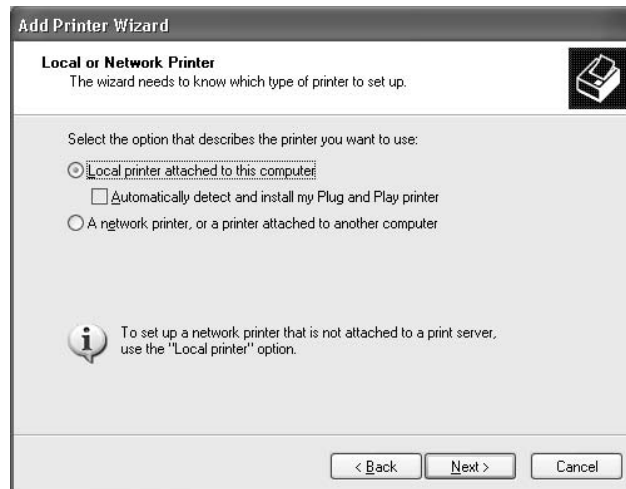 Add Printer Wizard
Local or Network Printer
The wizard needs to know which type of printer to set up.
Select the option that describes the printer you want to use:
Local printer attached to this computer
Automatically detect and install my Plug and Play printer
A network printer, or a printer attached to another computer
To set up a network printer that is not attached to a print server,
use the "Local printer" option.
< Back
Next >
Cancel